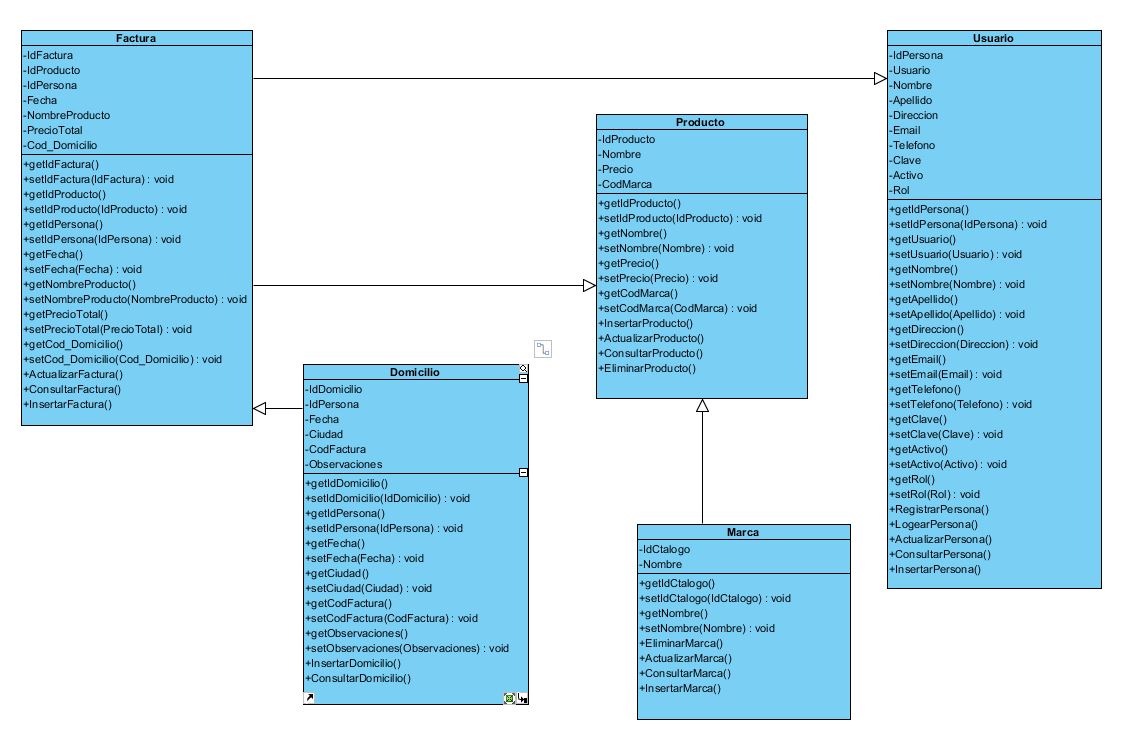 Factura
-IdFactura
-IdProducto
-IdPersona
-Fecha
-NombreProducto
-PrecioTotal
-Cod_Domicilio
+getIdFactura()
+setIdFactura(IdFactura) : void
+getIdProducto()
+setIdProducto(IdProducto) : void
+getIdPersona()
+setIdPersona(IdPersona) : void
+getFecha()
+setFecha(Fecha) : void
+getNombreProducto()
+setNombreProducto(NombreProducto) : void
+getPrecioTotal()
+setPrecioTotal(PrecioTotal) : void
+getCod_Domicilio()
+setCod_Domicilio(Cod_Domicilio) : void
+ActualizarFactura()
+ConsultarFactura()
+InsertarFactura()
Domicilio
-IdDomicilio
-IdPersona
-Fecha
-Ciudad
-CodFactura
-Observaciones
+getIdDomicilio()
+setIdDomicilio(IdDomicilio) : void
+getIdPersona()
+setIdPersona(IdPersona) : void
+getFecha()
+setFecha(Fecha) : void
+getCiudad()
+setCiudad(Ciudad) : void
+getCodFactura()
+setCodFactura(CodFactura) : void
+getObservaciones()
+setObservaciones(Observaciones) : void
+InsertarDomicilio()
+ConsultarDomicilio()
Producto
-IdProducto
-Nombre
-Precio
-CodMarca
+getIdProducto()
+setIdProducto(IdProducto) : void
+getNombre()
+setNombre(Nombre) : void
+getPrecio()
+setPrecio(Precio) : void
+getCodMarca()
+setCodMarca(CodMarca) : void
+InsertarProducto()
+ActualizarProducto()
+ConsultarProducto()
+EliminarProducto()
Marca
-IdCtalogo
-Nombre
+getIdCtalogo()
+setIdCtalogo(IdCtalogo) : void
+getNombre()
+setNombre(Nombre) : void
+EliminarMarca()
+ActualizarMarca()
+ConsultarMarca()
+InsertarMarca()
Usuario
-IdPersona
-Usuario
-Nombre
-Apellido
-Direccion
-Email
-Telefono
-Clave
-Activo
-Rol
+getIdPersona()
+setIdPersona(IdPersona) : void
+getUsuario()
+setUsuario(Usuario) : void
+getNombre()
+setNombre(Nombre) : void
+getApellido()
+setApellido(Apellido) : void
+getDireccion()
+setDireccion(Direccion) : void
+getEmail()
+setEmail(Email) : void
+getTelefono()
+setTelefono(Telefono) : void
+getClave()
+setClave(Clave) : void
+getActivo()
+setActivo(Activo) : void
+getRol()
+setRol(Rol) : void
+RegistrarPersona()
+LogearPersona()
+ActualizarPersona()
+ConsultarPersona()
+InsertarPersona()